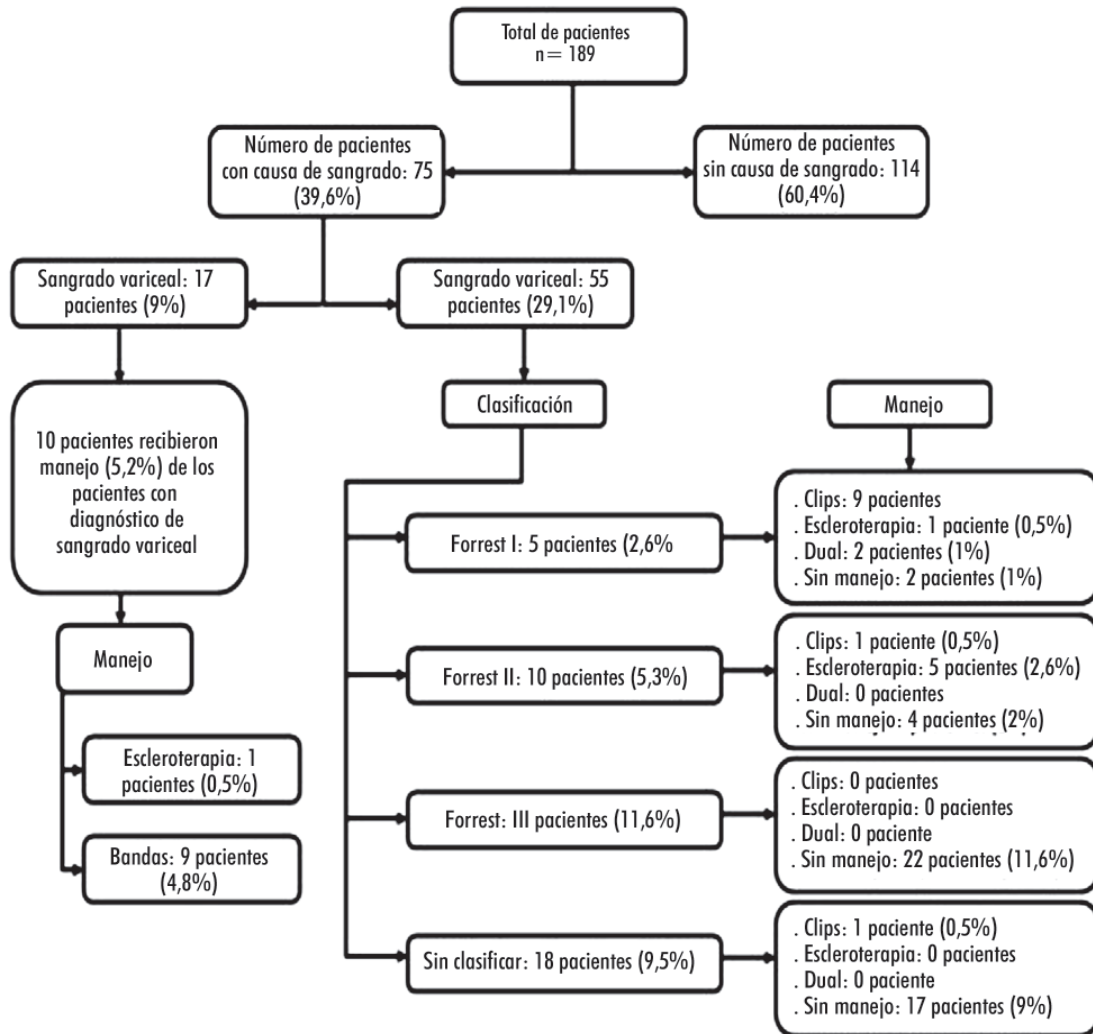 Total de pacientes
n= 189
Número de pacientes
con causa de sangrado: 75
(39,6%)
Número de pacientes
sin causa de sangrado: 114
(60,4%)
Sangrado variceal: 17
pacientes (9%)
Sangrado variceal: 55
pacientes (29,1%)
10 pacientes recibieron
manejo (5,2%) de los
pacientes con
diagnóstico de
sangrado variceal
Manejo
Escleroterapia: 1
pacientes (0,5%)
Bandas: 9 pacientes
(4,8%)
Clasificación
Manejo
Forrest I: 5 pacientes (2,6%
. Clips: 9 pacientes
. Escleroterapia: 1 paciente (0,5%)
. Dual: 2 pacientes (1%)
. Sin manejo: 2 pacientes (1%)
Forrest II: 10 pacientes (5,3%)
. Clips: 1 paciente (0,5%)
. Escleroterapia: 5 pacientes (2,6%)
. Dual: 0 pacientes
. Sin manejo: 4 pacientes (2%)
Forrest: III pacientes (11,6%)
. Clips: 0 pacientes
. Escleroterapia: 0 pacientes
. Dual: 0 paciente
. Sin manejo: 22 pacientes (11,6%)
Sin clasificar: 18 pacientes (9,5%)
. Clips: 1 paciente (0,5%)
. Escleroterapia: 0 pacientes
. Dual: 0 paciente
. Sin manejo: 17 pacientes (9%)